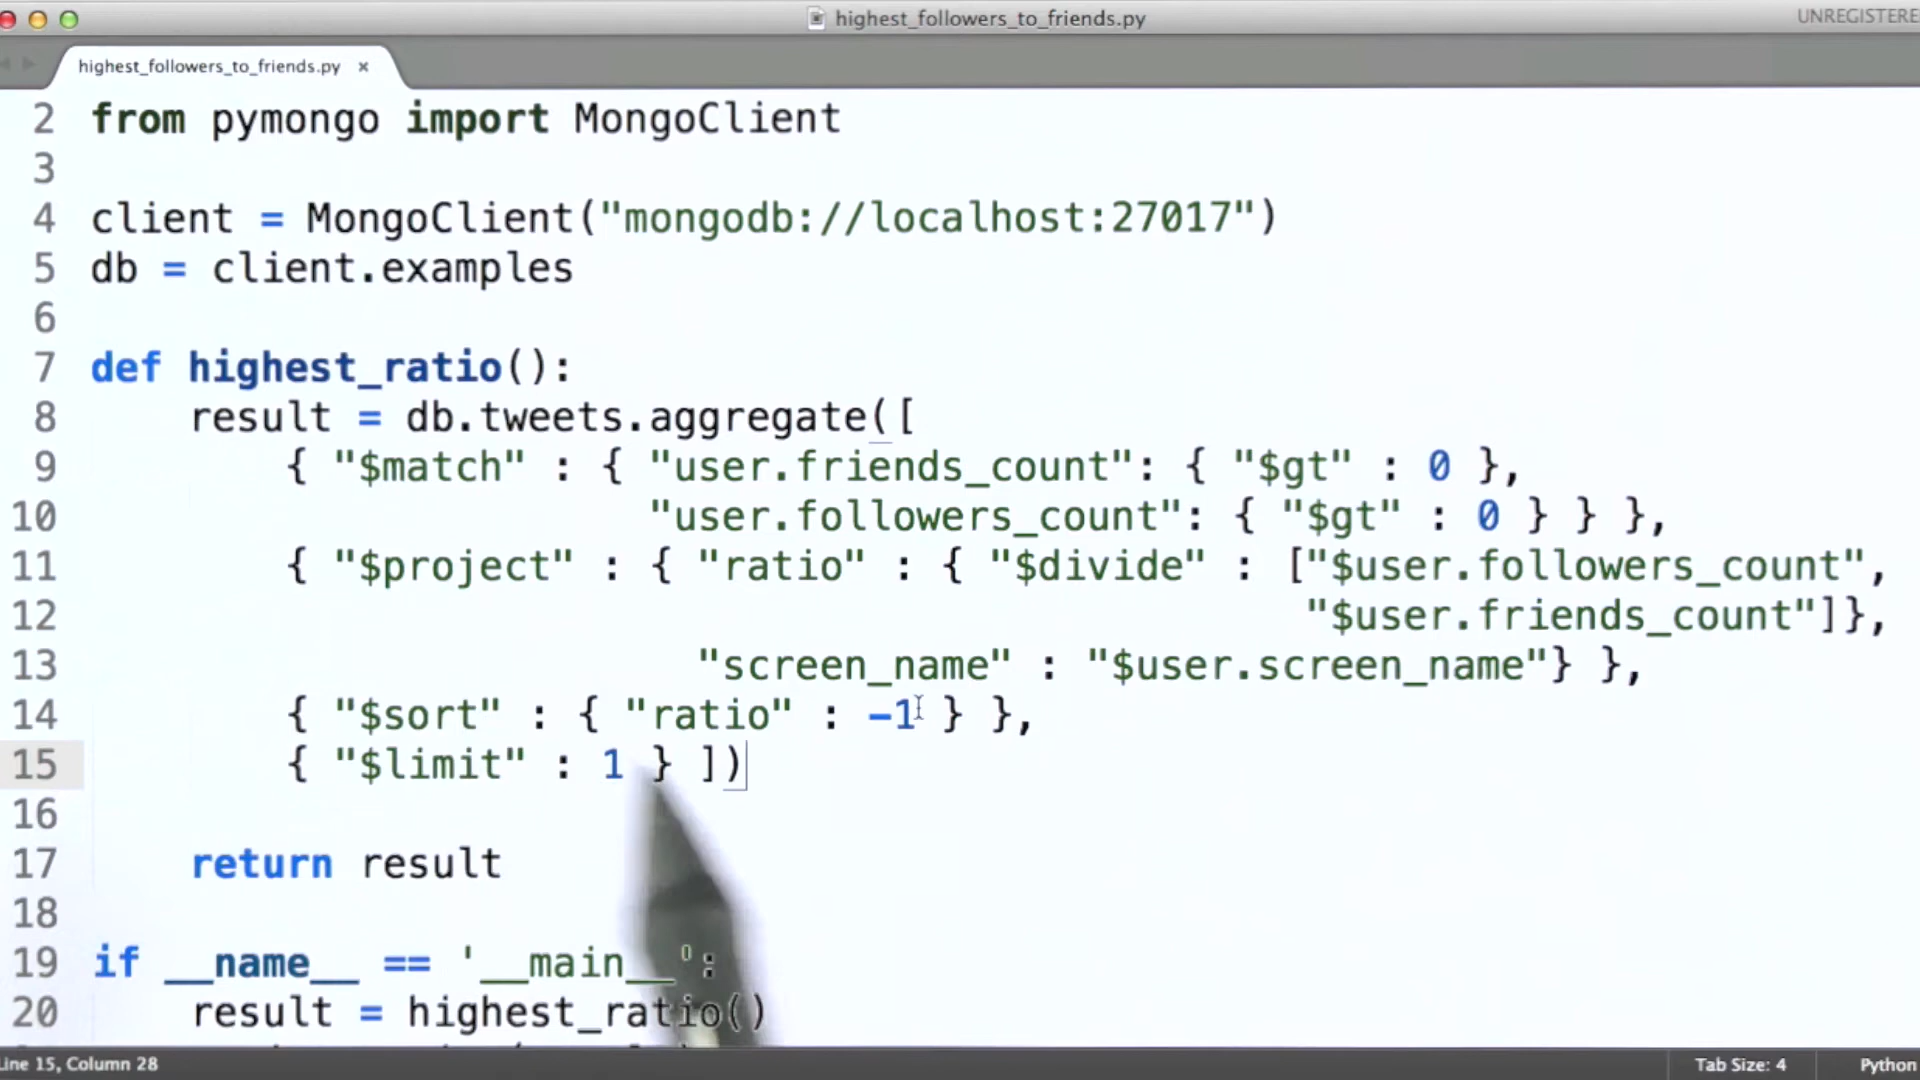 highest_followers_to_friends.py
UNREGISTERE
highest_followers_to_friends.py ×
2 from pymongo import MongoClient
3
4 client = MongoClient("mongodb://localhost:27017")
5 db = client.examples
6
7 def highest_ratio():
8 result = db.tweets.aggregate([
9 { "$match" : { "user.friends_count": { "$gt" : 0 },
10 "user.followers_count": { "$gt" : 0 } } },
11 { "$project" : { "ratio" : { "$divide" : ["$user.followers_count",
12 "$user.friends_count"]},
13 "screen_name" : "$user.screen_name"} },
14 { "$sort" : { "ratio" : -1 } },
15 { "$limit" : 1 } ])
16
17 return result
18
19 if __name__ == '__main__':
20 result = highest_ratio()
Line 15, Column 28
Tab Size: 4
Python